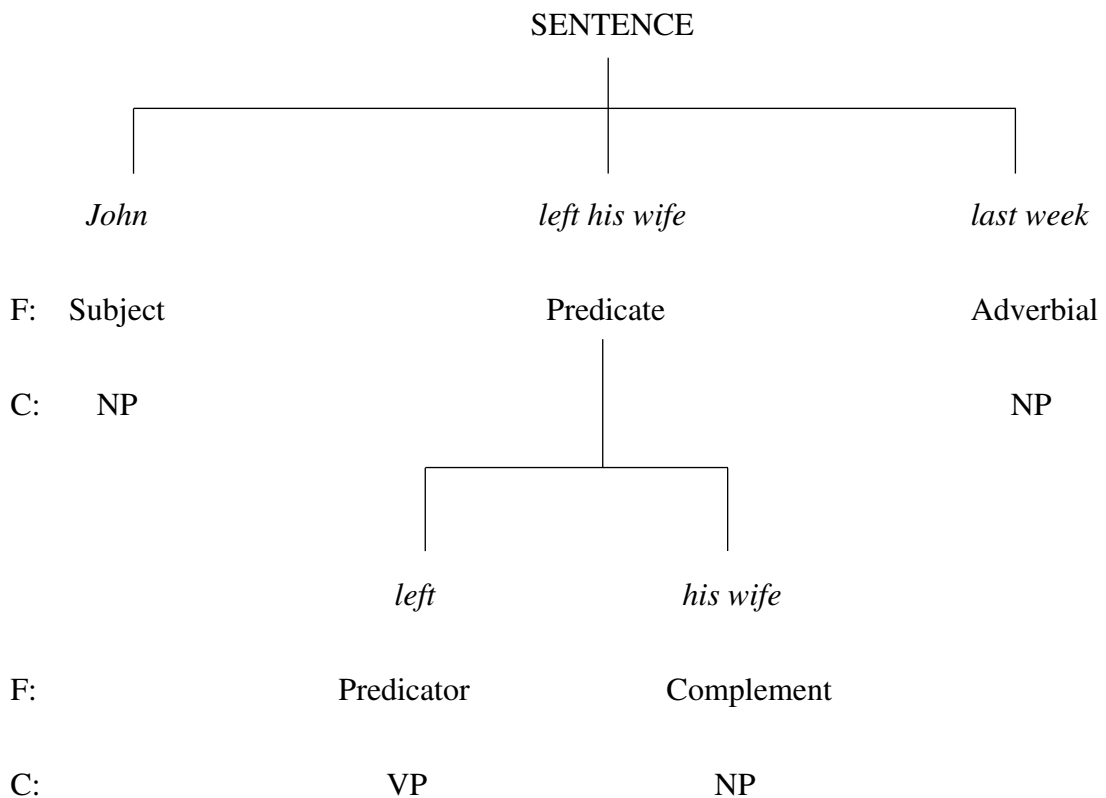 SENTENCE
John left his wife last week
F: Subject Predicate Adverbial
C: NP NP
left his wife
F: Predicator Complement
C: VP NP